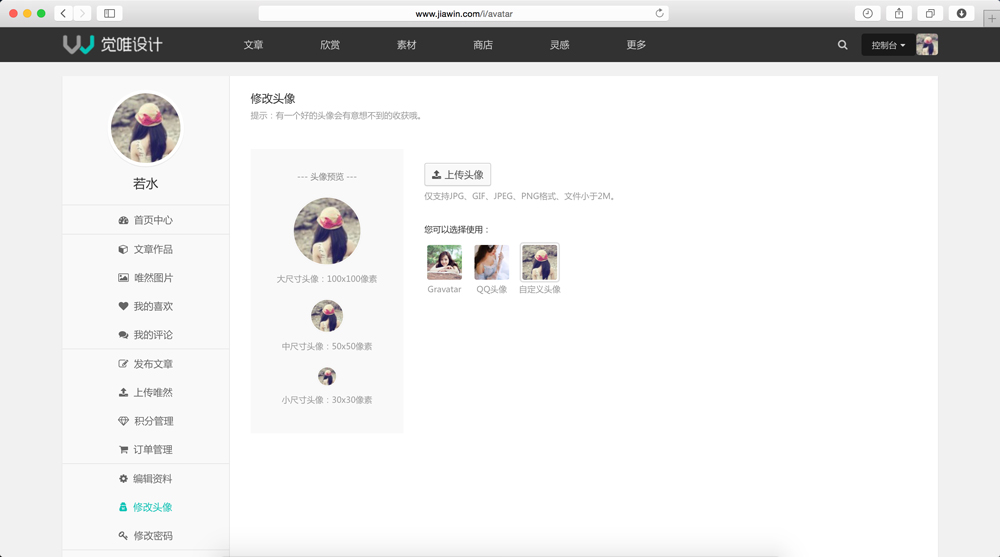 www.jiawin.com/i/avatar
觉唯设计
文章
欣赏
素材
商店
灵感
更多
控制台
若水
首页中心
文章作品
唯然图片
我的喜欢
我的评论
发布文章
上传唯然
积分管理
订单管理
编辑资料
修改头像
修改密码
修改头像
提示：有一个好的头像会有意想不到的收获哦。
--- 头像预览 ---
大尺寸头像：100x100像素
中尺寸头像：50x50像素
小尺寸头像：30x30像素
上传头像
仅支持JPG、GIF、JPEG、PNG格式，文件小于2M。
您可以选择使用：
Gravatar
QQ头像
自定义头像